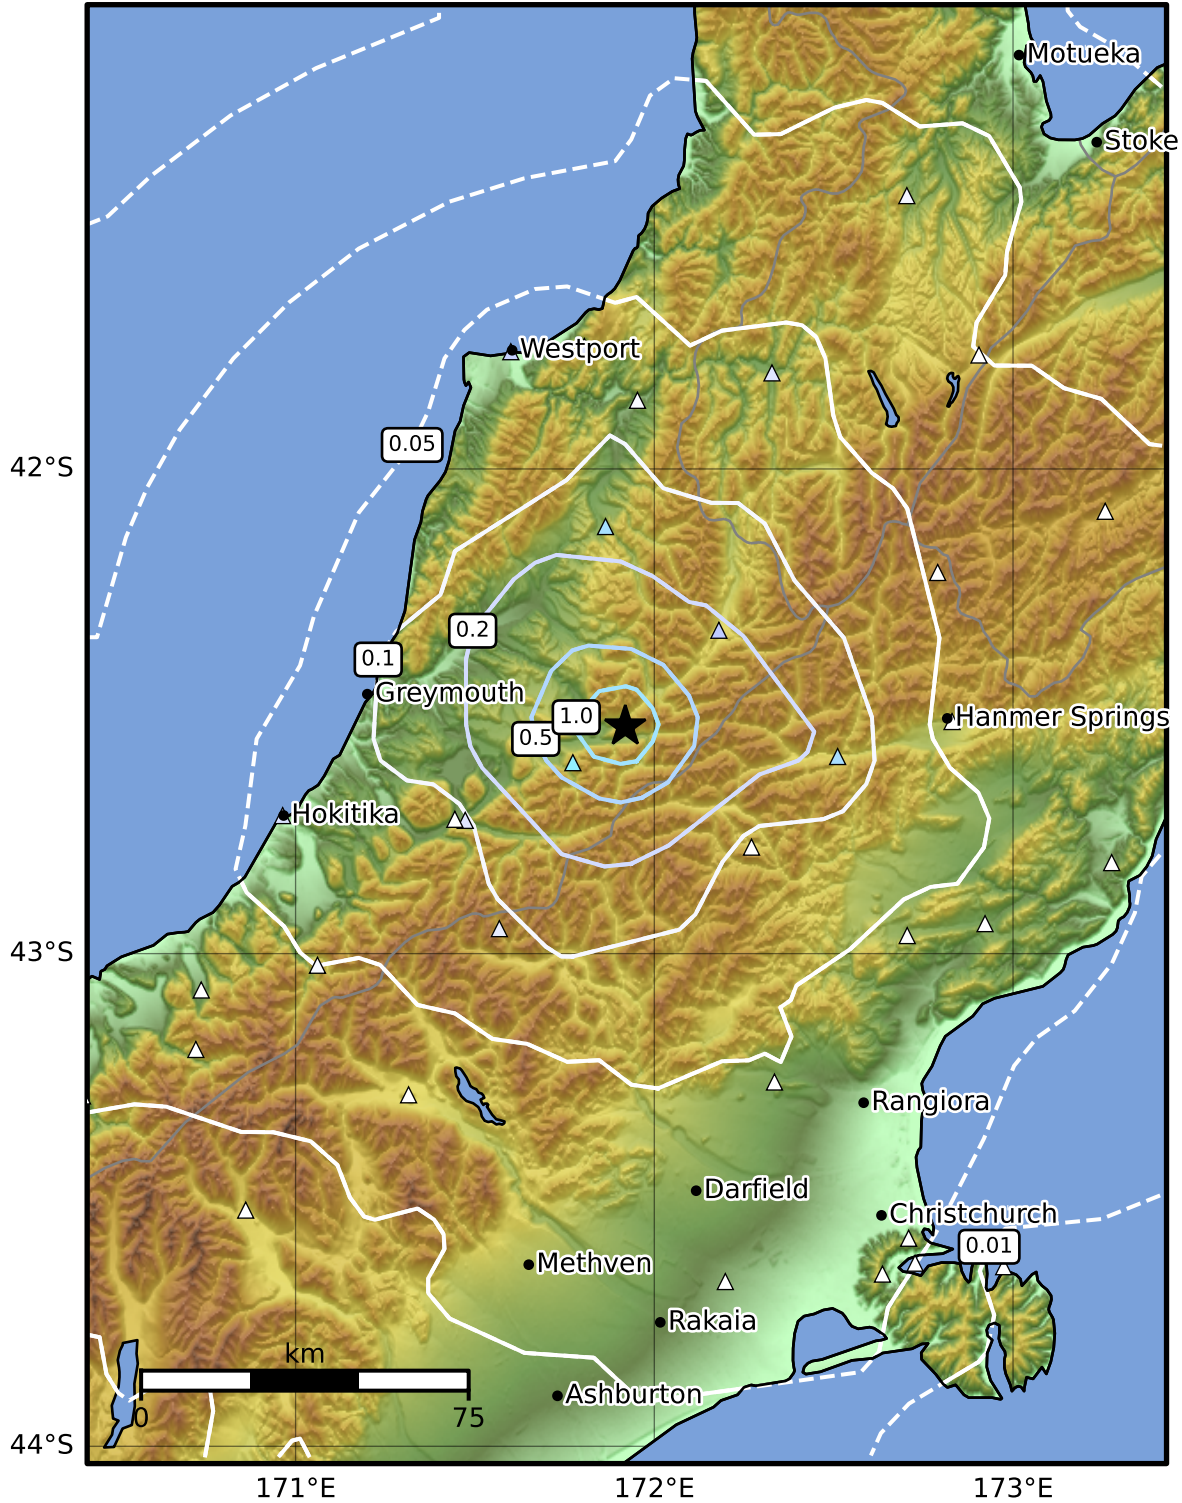 Motueka
Stoke
Westport
0.05
42°S
0.2
0.1
Greymouth
1.0
0.5
Hanmer Springs
Hokitika
43°S
Rangiora
Darfield
Christchurch
0.01
Methven
Rakaia
km
Ashburton
0 75
44°S
171°E 172°E 173°E